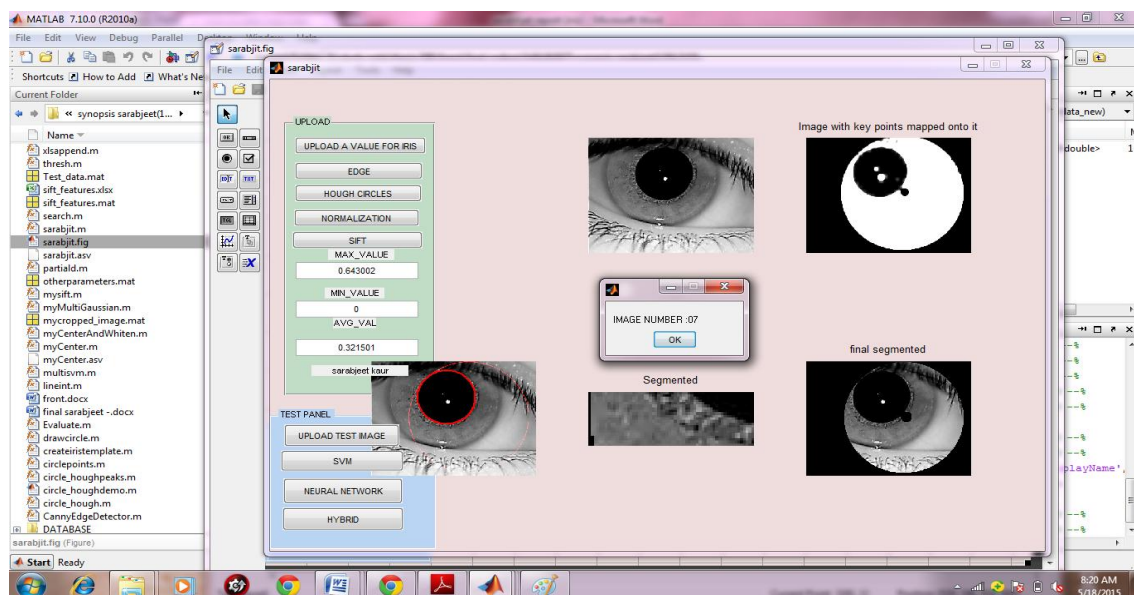 MATLAB 7.10.0 (R2010a)
File Edit View Debug Parallel
Shortcuts How to Add What's Ne
Current Folder
« synopsis sarabjeet(1...
Name
xlsappend.m
thresh.m
Test_data.mat
sift_features.xlsx
sift_features.mat
search.m
sarabjit.m
sarabjit.fig
sarabjit.asv
partiald.m
otherparameters.mat
mysift.m
myMultiGaussian.m
mycropped_image.mat
myCenterAndWhiten.m
myCenter.m
myCenter.asv
multisvm.m
lineint.m
front.docx
final sarabjeet -.docx
Evaluate.m
drawcircle.m
createiristemplate.m
circlepoints.m
circle_houghpeaks.m
circle_houghdemo.m
circle_hough.m
CannyEdgeDetector.m
DATABASE
sarabjit.fig (Figure)
Start Ready
sarabjit.fig
File Edit
sarabjit
UPLOAD
UPLOAD A VALUE FOR IRIS
EDGE
HOUGH CIRCLES
NORMALIZATION
SIFT
MAX_VALUE
0.643002
MIN_VALUE
0
AVG_VAL
0.321501
sarabjeet kaur
TEST PANEL
UPLOAD TEST IMAGE
SVM
NEURAL NETWORK
HYBRID
Image with key points mapped onto it
IMAGE NUMBER :07
OK
Segmented
final segmented
data_new)
double> 1
--%
--%
--%
--%
--%
--%
--%
playName',
--%
--%
8:20 AM
5/18/2015